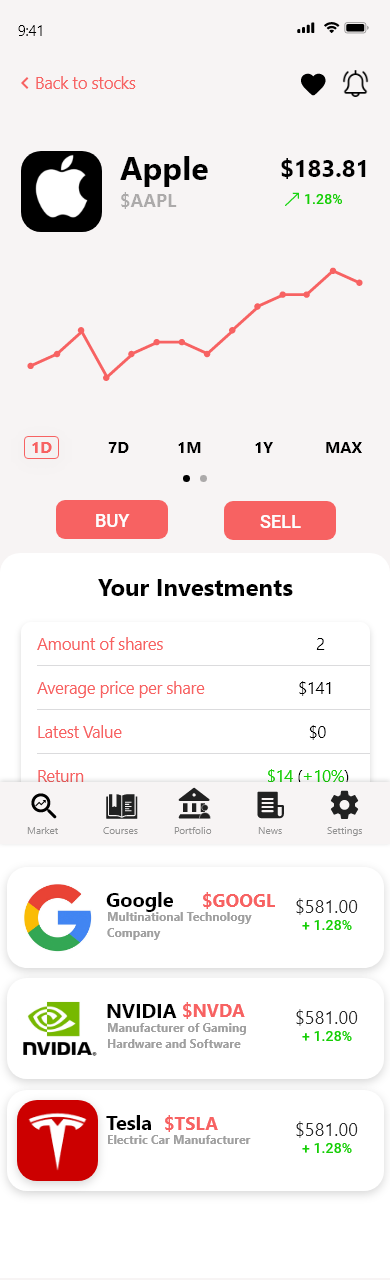 9:41
Back to stocks
Apple
$183.81
$AAPL
1.28%
1D 7D 1M 1Y MAX
BUY SELL
Your Investments
Amount of shares 2
Average price per share $141
Latest Value $0
Return $14 (+10%)
Market Courses Portfolio News Settings
Google $GOOGL $581.00
Multinational Technology
Company
+ 1.28%
NVIDIA.
NVIDIA $NVDA $581.00
Manufacturer of Gaming
Hardware and Software
+ 1.28%
Tesla $TSLA $581.00
Electric Car Manufacturer
+ 1.28%